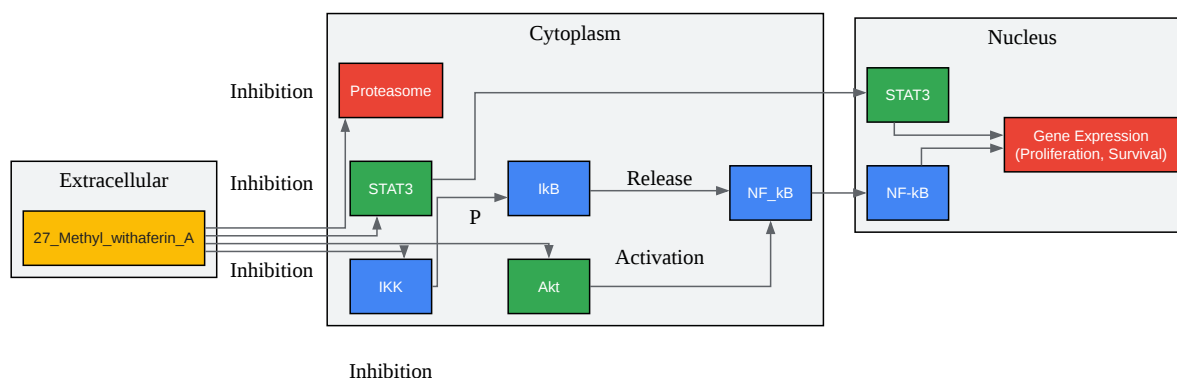 Cytoplasm
Nucleus
Inhibition
Proteasome
STAT3
Gene Expression
(Proliferation, Survival)
Extracellular
Inhibition
STAT3
IkB
Release
NF_kB
NF-kB
27_Methyl_withaferin_A
P
Inhibition
IKK
Akt
Activation
Inhibition